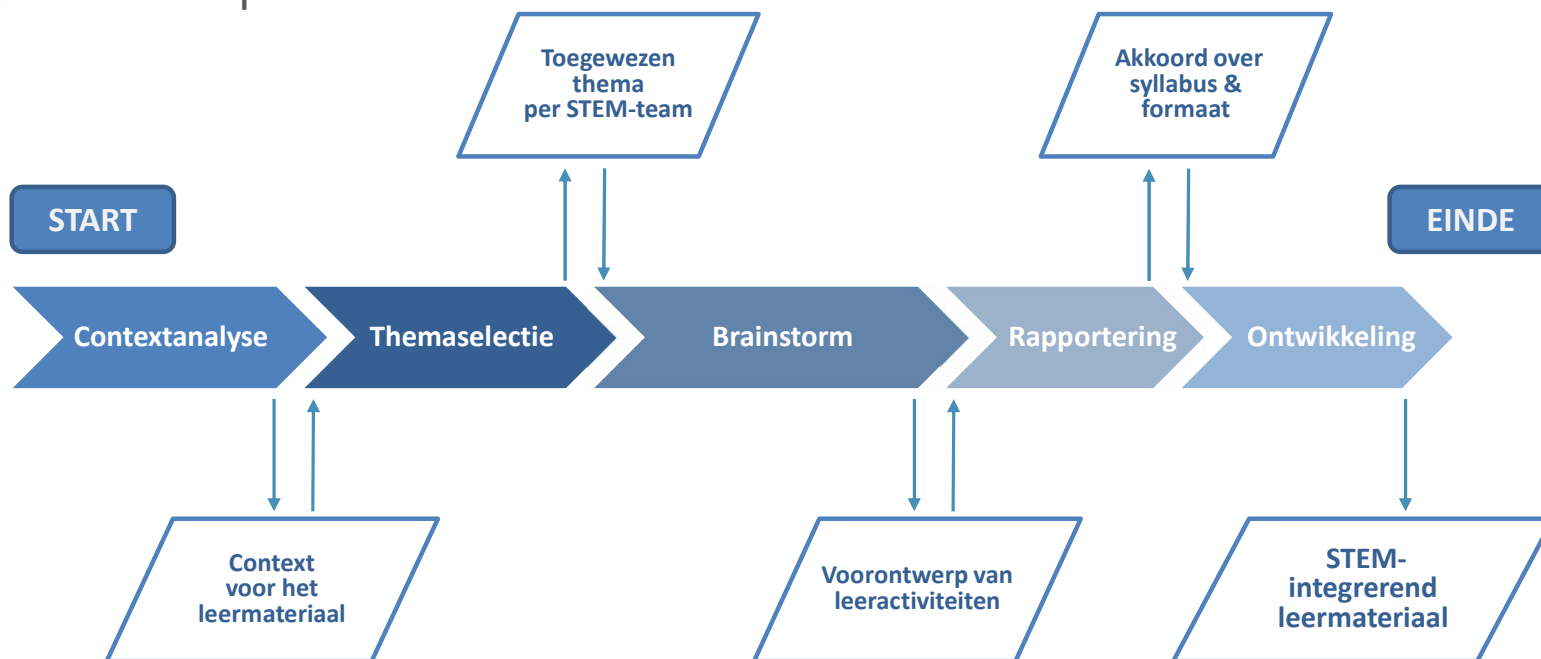 Toegewezen
thema
per STEM-team
Akkoord over
syllabus &
formaat
START
EINDE
Contextanalyse
Themaselectie
Brainstorm
Rapportering
Ontwikkeling
Context
voor het
leermateriaal
Voorontwerp van
leeractiviteiten
STEM-
integrerend
leermateriaal